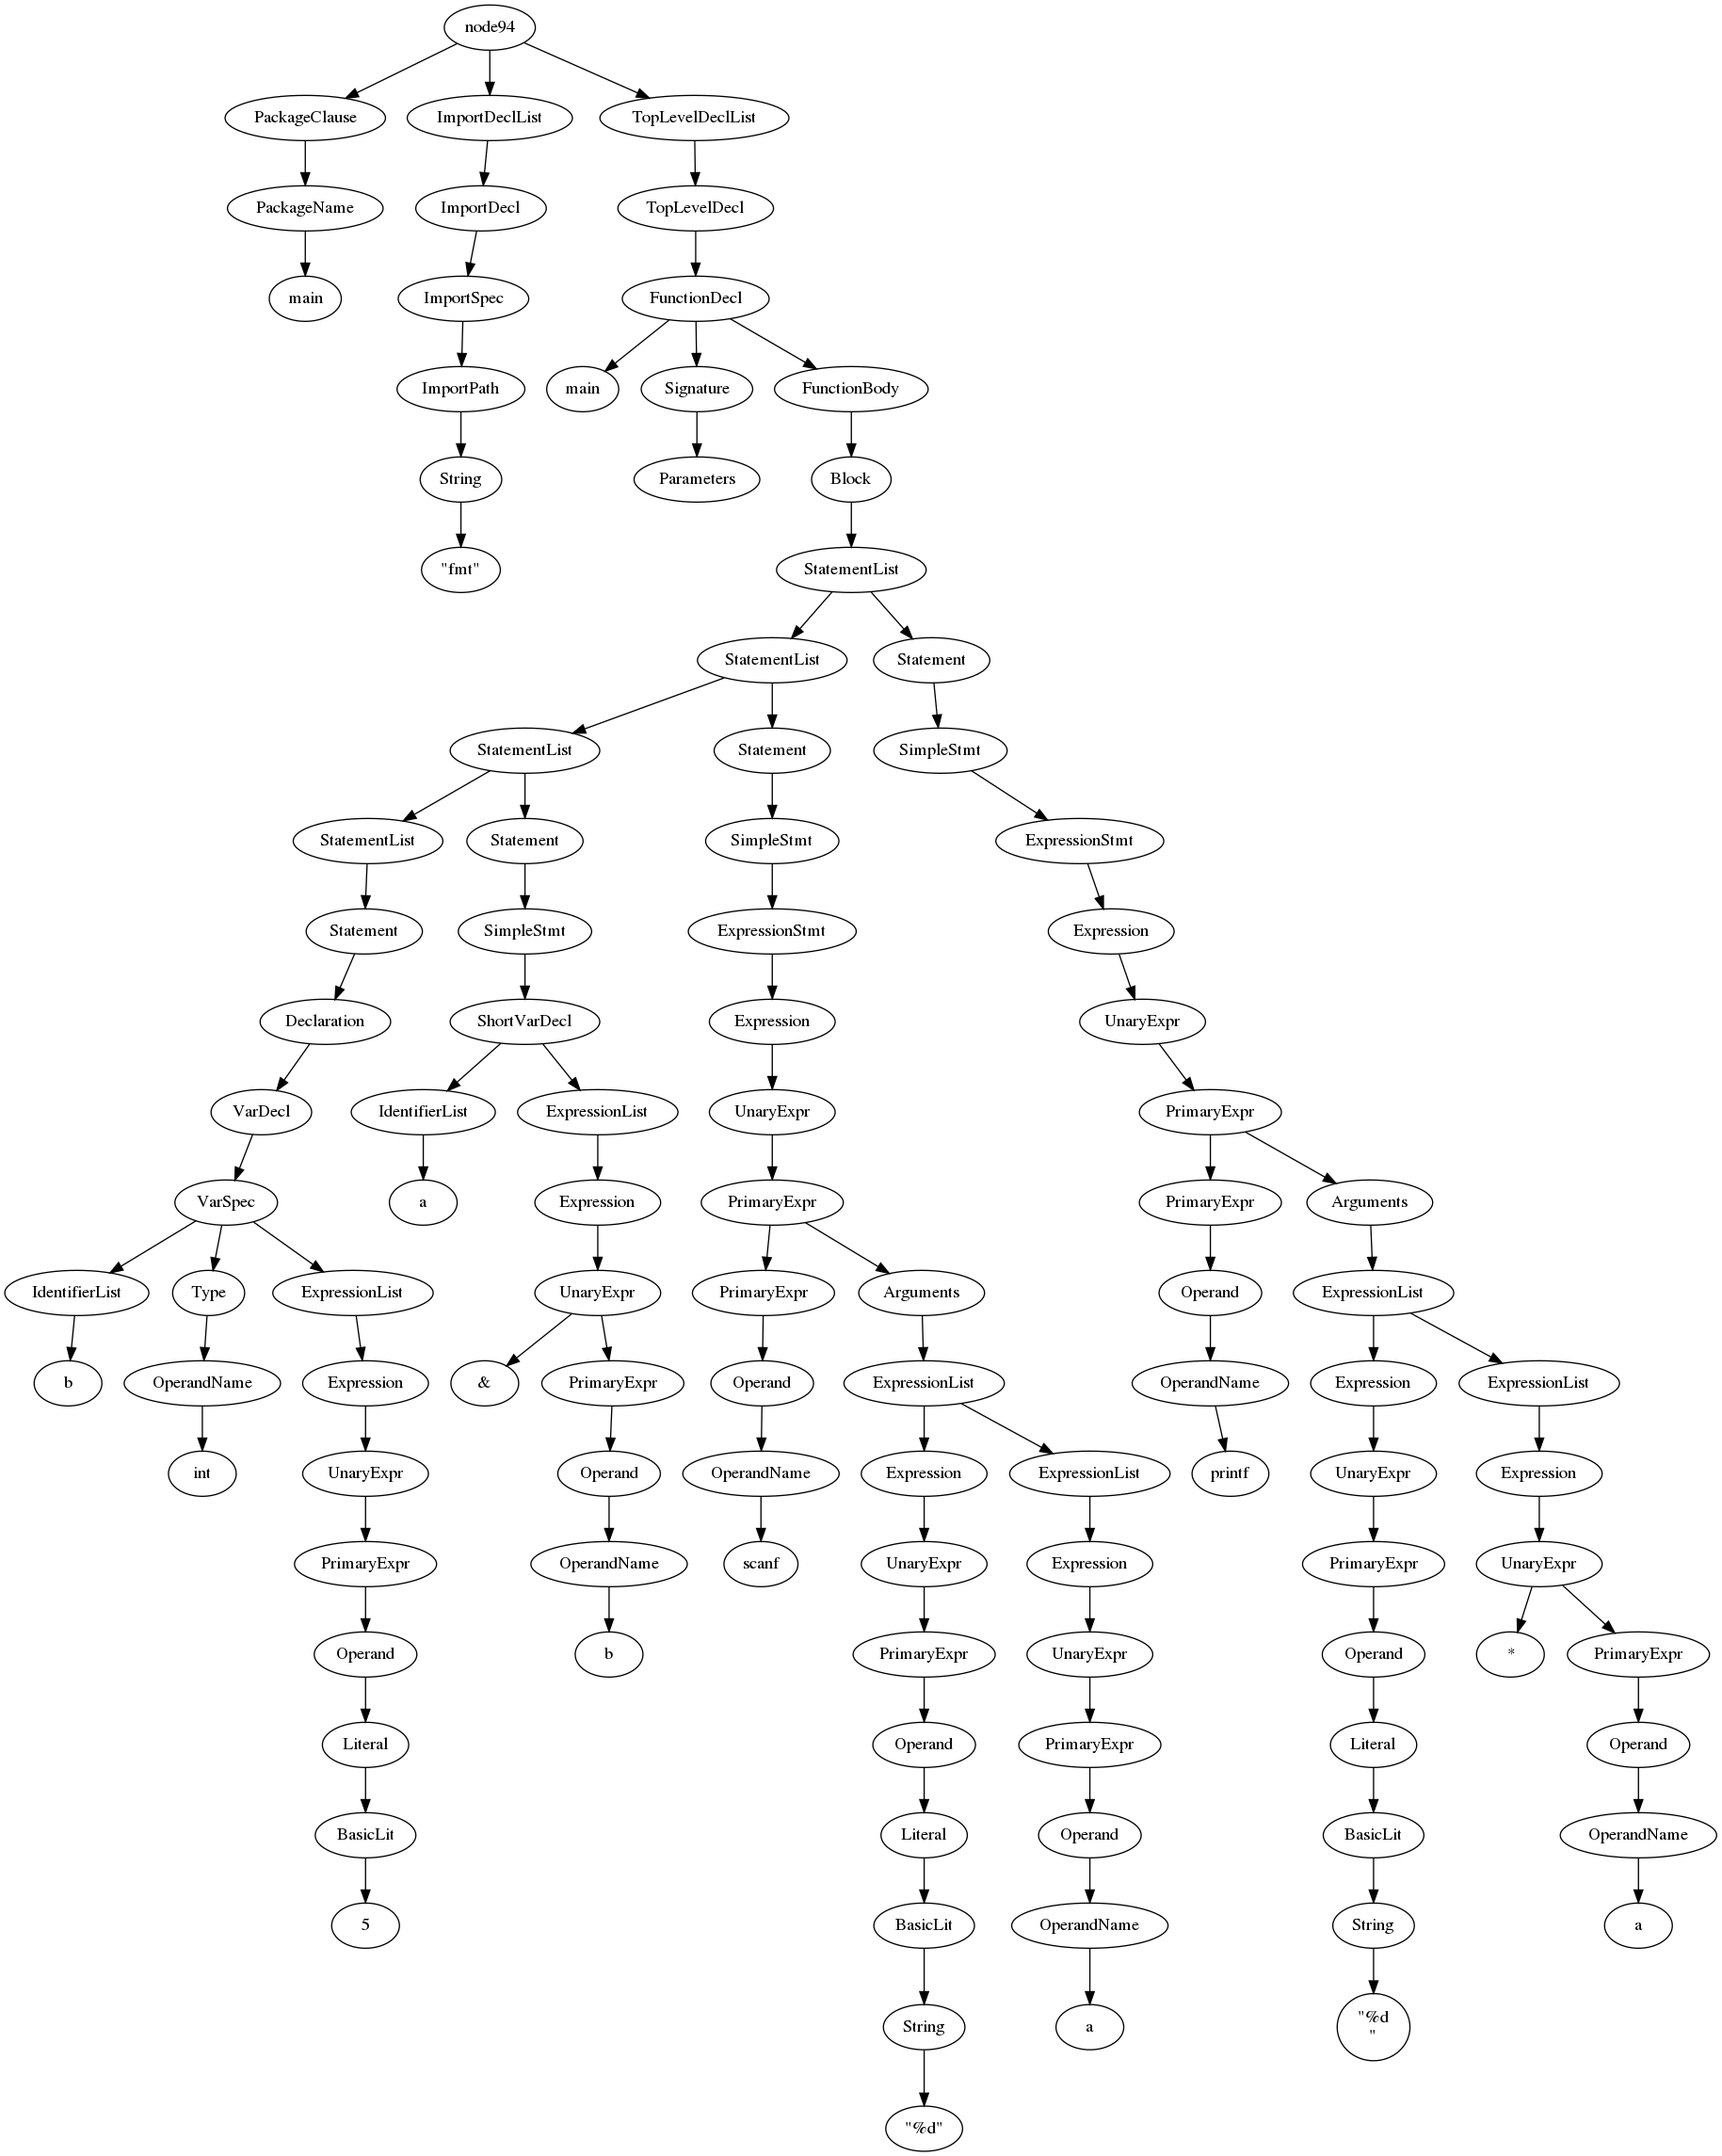 node94
PackageClause
ImportDeclList
TopLevelDeclList
PackageName
ImportDecl
TopLevelDecl
main
ImportSpec
FunctionDecl
ImportPath
main
Signature
FunctionBody
String
Parameters
Block
"fmt"
StatementList
StatementList
Statement
StatementList
Statement
SimpleStmt
StatementList
Statement
SimpleStmt
ExpressionStmt
Statement
SimpleStmt
ExpressionStmt
Expression
Declaration
ShortVarDecl
Expression
UnaryExpr
VarDecl
IdentifierList
ExpressionList
UnaryExpr
PrimaryExpr
VarSpec
a
Expression
PrimaryExpr
PrimaryExpr
Arguments
IdentifierList
Type
ExpressionList
UnaryExpr
PrimaryExpr
Arguments
Operand
ExpressionList
b
OperandName
Expression
&
PrimaryExpr
Operand
ExpressionList
OperandName
Expression
ExpressionList
int
UnaryExpr
Operand
OperandName
Expression
ExpressionList
printf
UnaryExpr
Expression
PrimaryExpr
OperandName
scanf
UnaryExpr
Expression
PrimaryExpr
UnaryExpr
Operand
b
PrimaryExpr
UnaryExpr
Operand
*
PrimaryExpr
Literal
Operand
PrimaryExpr
Literal
Operand
BasicLit
Literal
Operand
BasicLit
OperandName
5
BasicLit
OperandName
String
a
String
a
"%d
"
"%d"